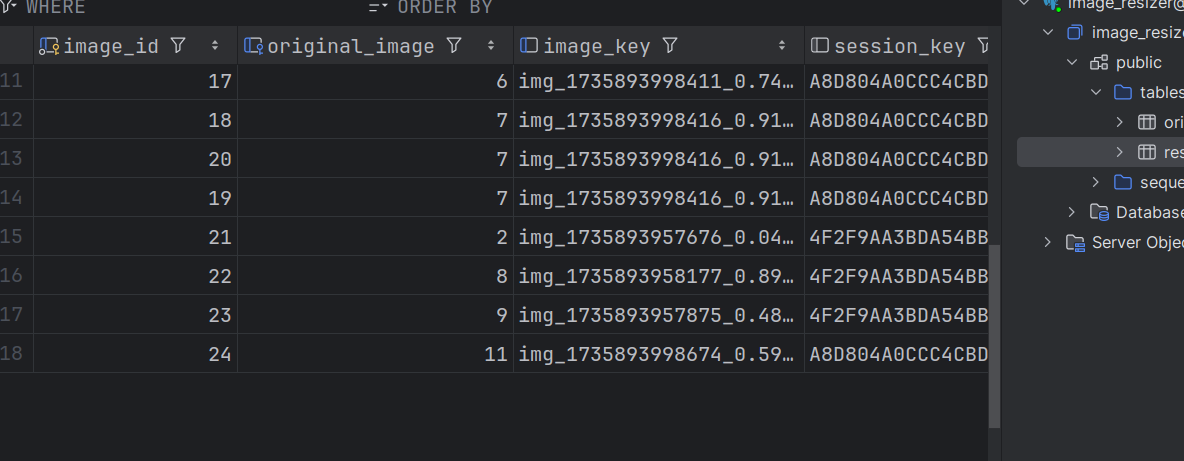 WHERE ORDER BY
image_id original_image image_key session_key
11 17 6 img_1735893998411_0.74… A8D804A0CCC4CBD
12 18 7 img_1735893998416_0.91… A8D804A0CCC4CBD
13 20 7 img_1735893998416_0.91… A8D804A0CCC4CBD
14 19 7 img_1735893998416_0.91… A8D804A0CCC4CBD
15 21 2 img_1735893957676_0.04… 4F2F9AA3BDA54BB
16 22 8 img_1735893958177_0.89… 4F2F9AA3BDA54BB
17 23 9 img_1735893957875_0.48… 4F2F9AA3BDA54BB
18 24 11 img_1735893998674_0.59… A8D804A0CCC4CBD
image_resizer@
image_resize
public
tables
ori
res
seque
Database
Server Obje